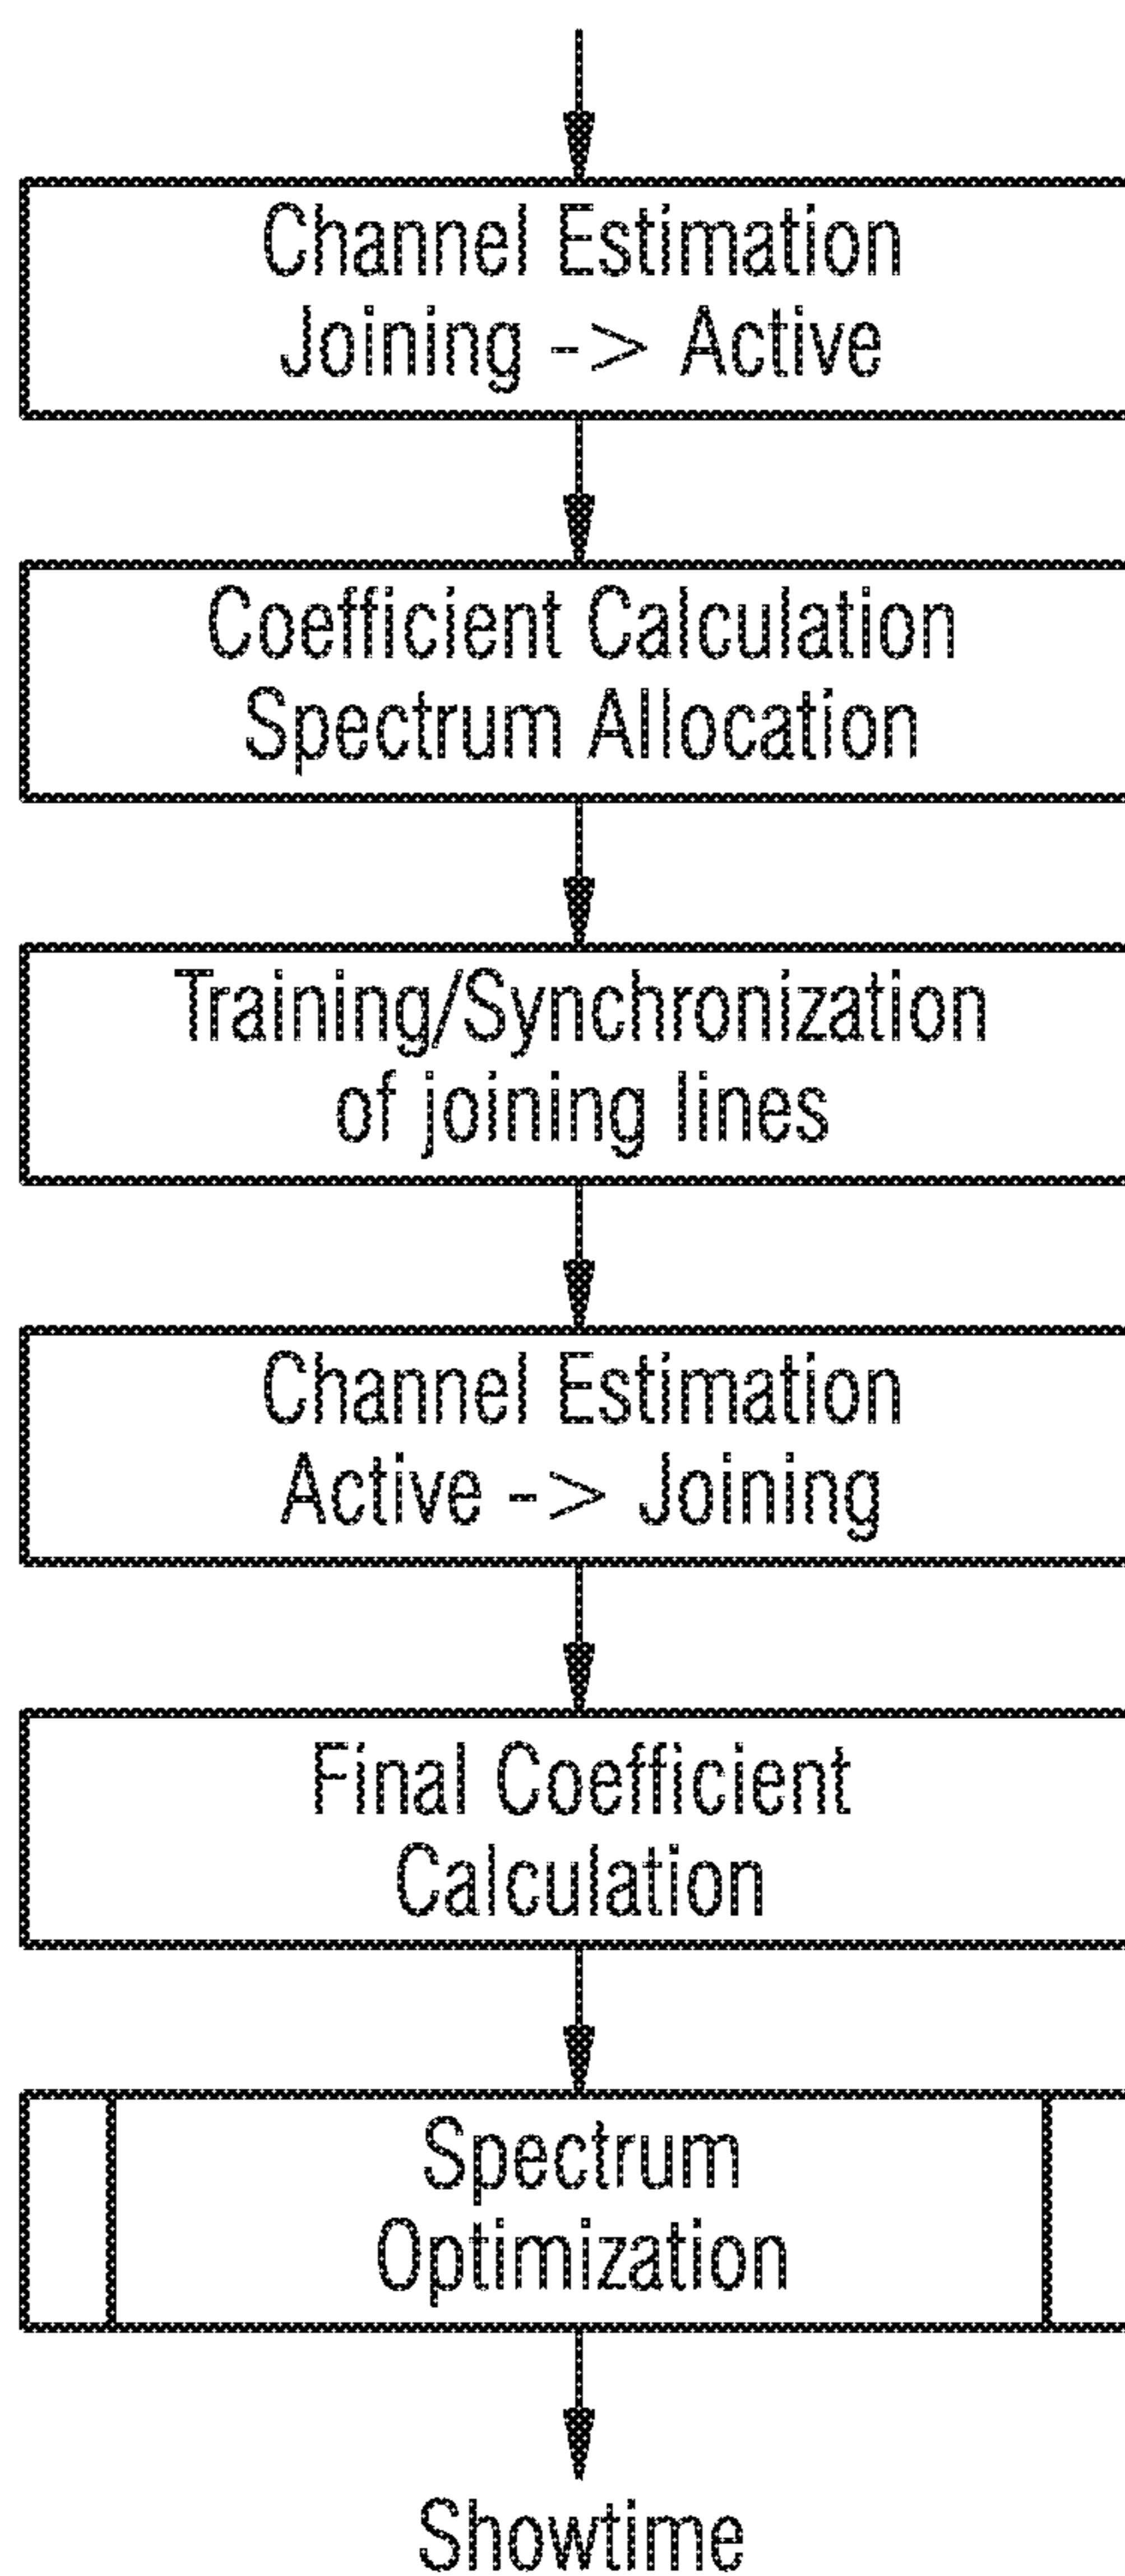 Channel Estimation
Joining -> Active
Coefficient Calculation
Spectrum Allocation
Training/Synchronization
of joining lines
Channel Estimation
Active -> Joining
Final Coefficient
Calculation
Spectrum
Optimization
Showtime